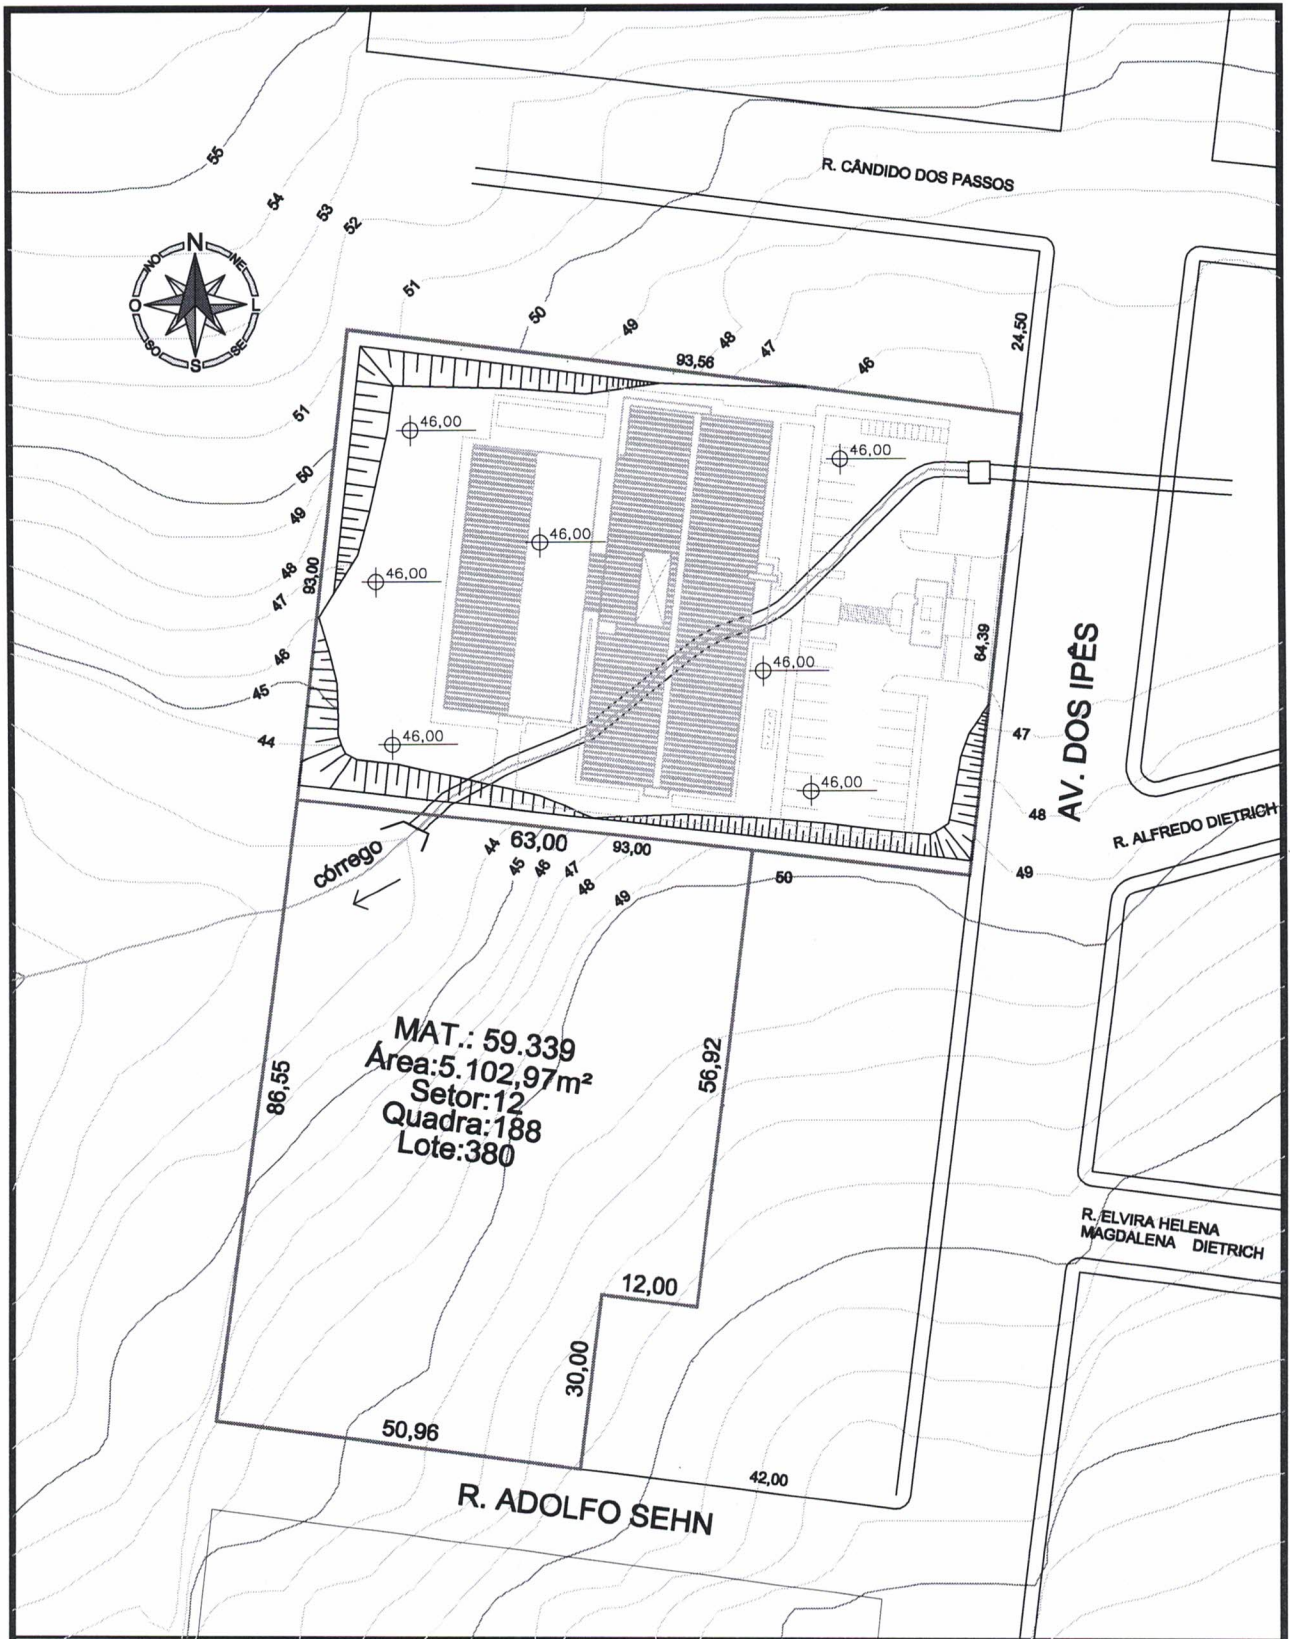 R. CÂNDIDO DOS PASSOS
55
54
53
52
N
NO
NE
O
L
SO
SE
S
51
50
49
48
47
46
24,50
93,56
51
50
49
48
47
46
45
44
93,00
46,00
46,00
46,00
46,00
46,00
46,00
46,00
64,39
AV. DOS IPÊS
47
48
49
R. ALFREDO DIETRICH
córrego
63,00
93,00
44
45
46
47
48
49
50
MAT.: 59.339
Área:5.102,97m²
Setor:12
Quadra:188
Lote:380
86,55
56,92
R. ELVIRA HELENA
MAGDALENA DIETRICH
12,00
30,00
50,96
42,00
R. ADOLFO SEHN